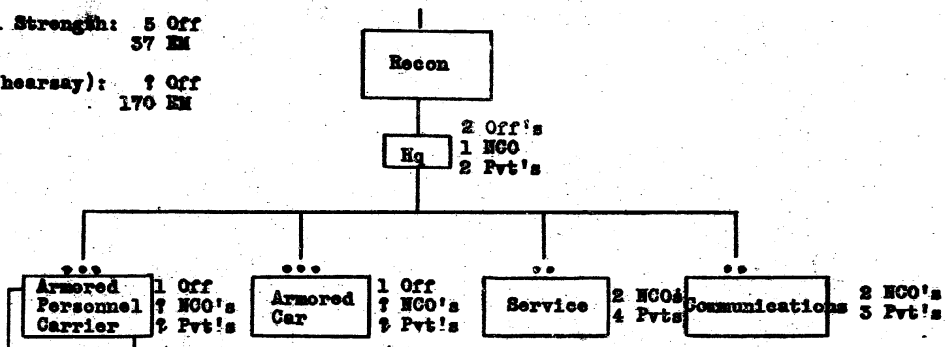 Strength: 5 Off
37 EM
hearsay): ? Off
170 EM
Recon
Hq
2 Off's
1 NCO
2 Pvt's
Armored
Personnel
Carrier
1 Off
? NCO's
? Pvt's
Armored
Car
1 Off
? NCO's
? Pvt's
Service
2 NCOs
4 Pvts
Communications
2 NCO's
3 Pvt's